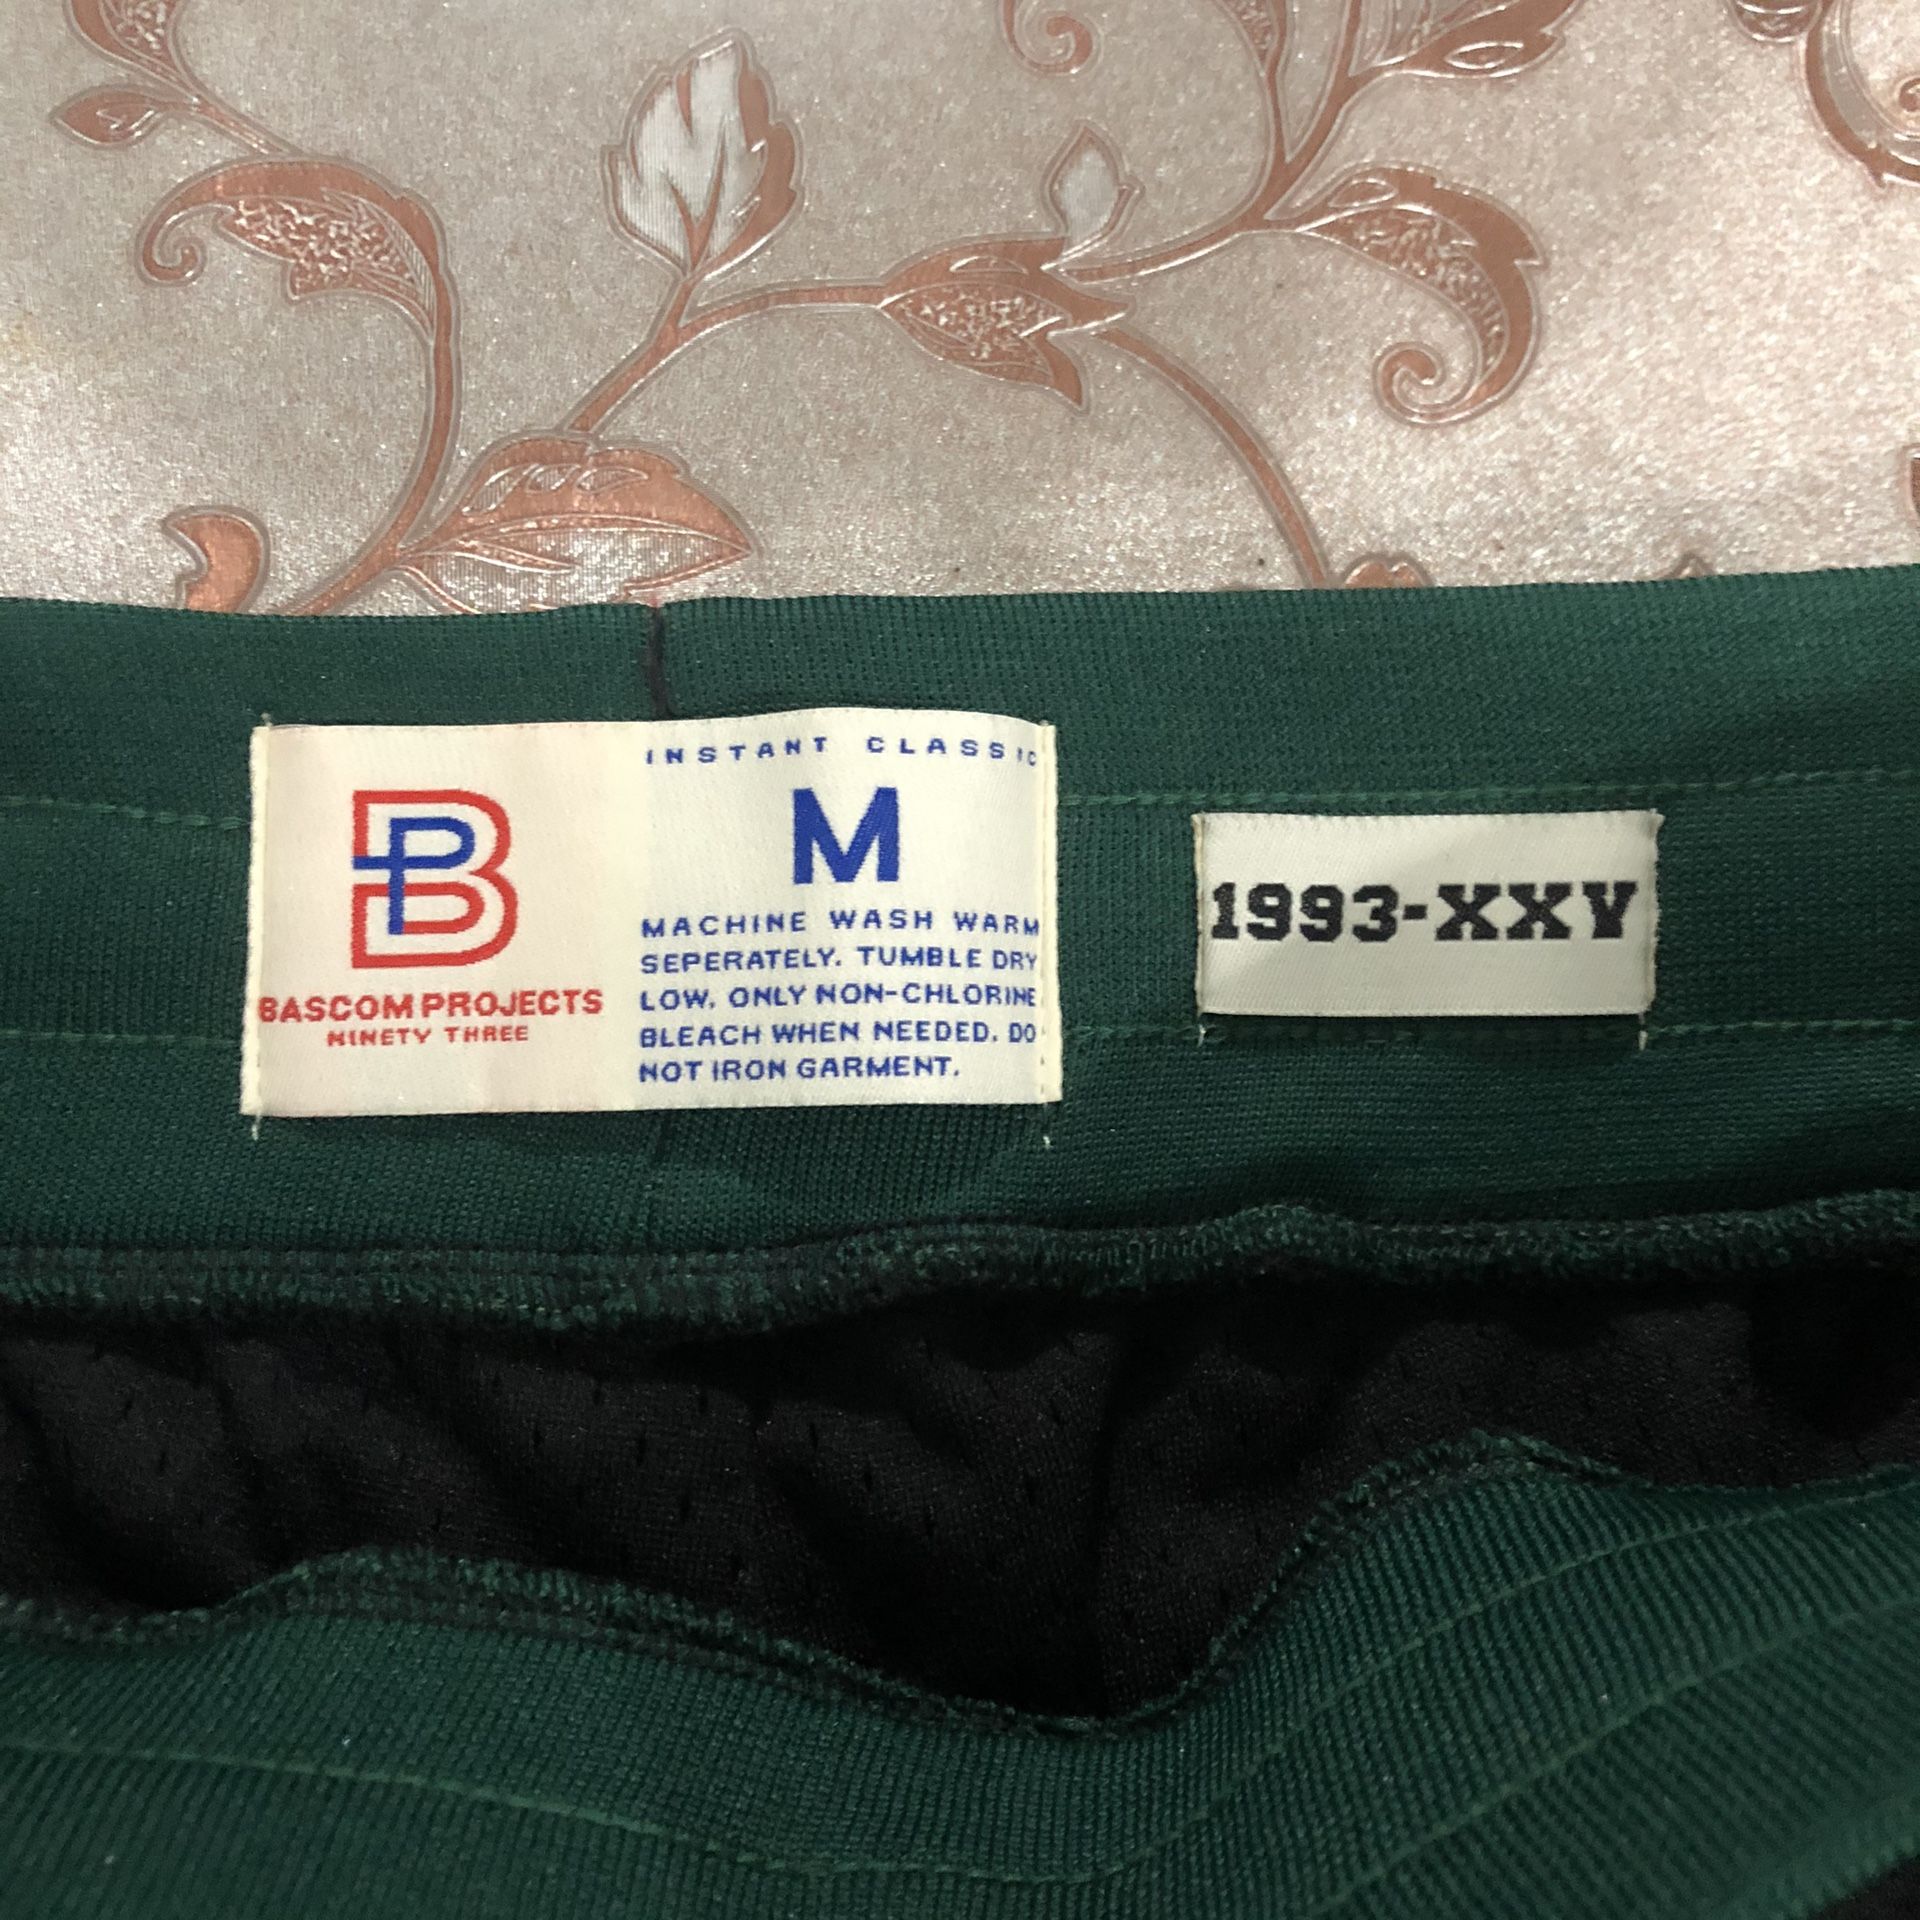 BP
BASCOM PROJECTS
NINETY THREE
INSTANT CLASSIC
M
MACHINE WASH WARM
SEPERATELY. TUMBLE DRY
LOW. ONLY NON-CHLORINE
BLEACH WHEN NEEDED. DO
NOT IRON GARMENT.
1993-XXV